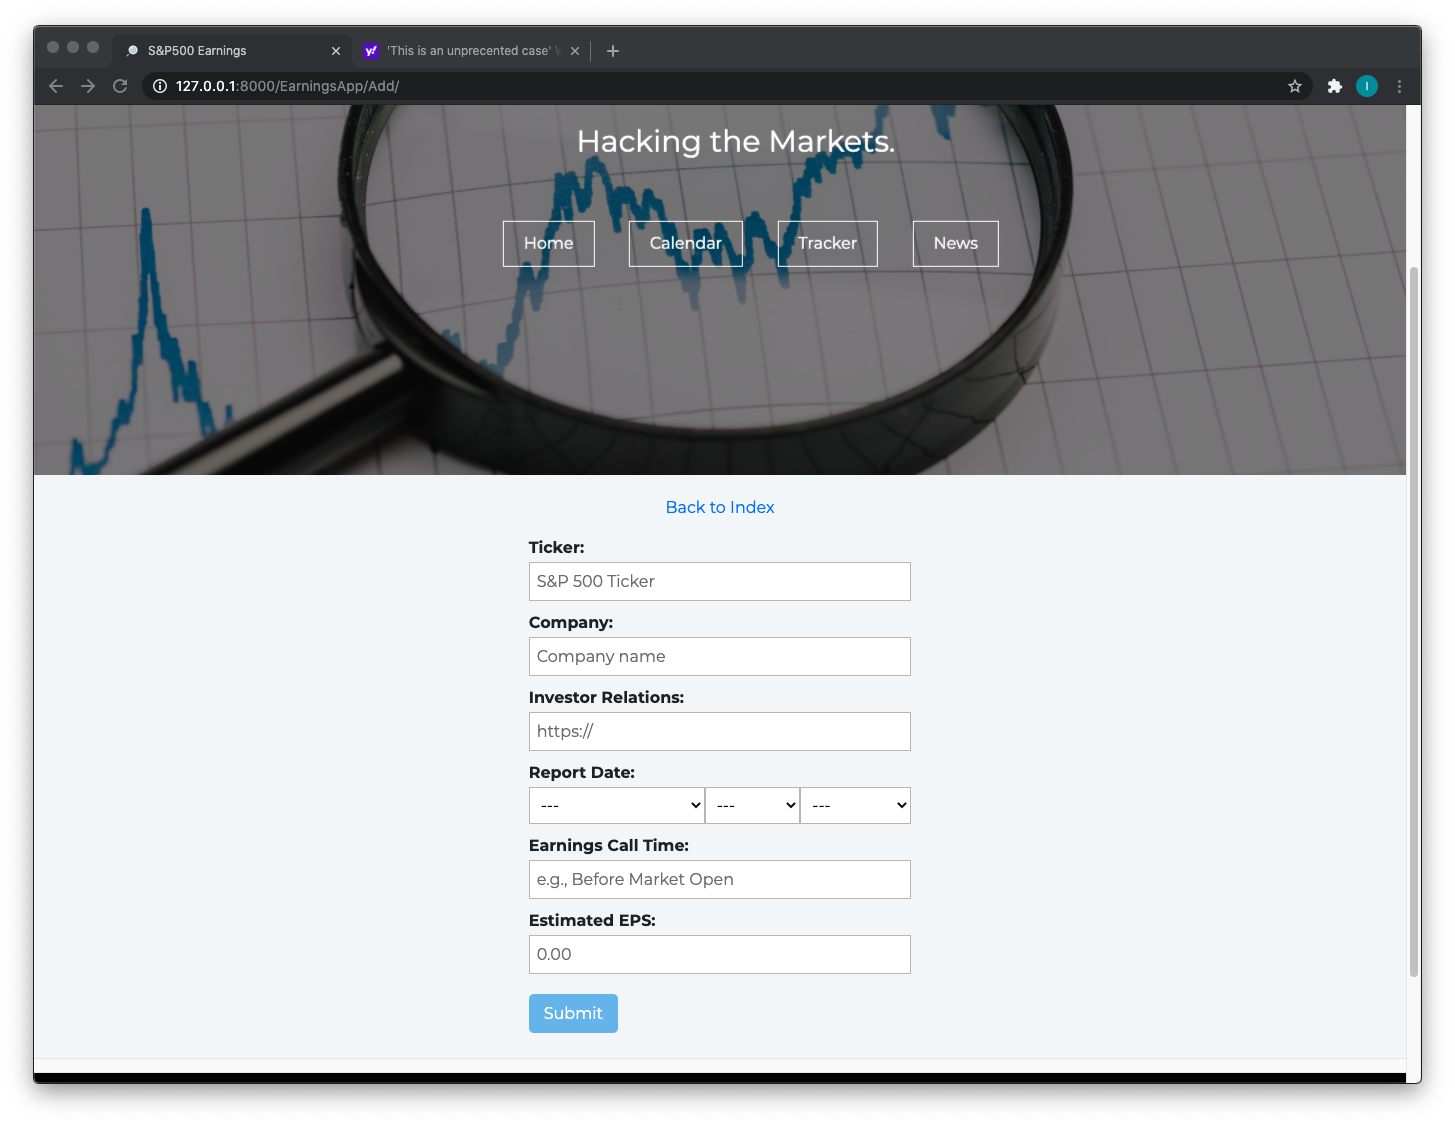 S&P500 Earnings
'This is an unprecented case'
127.0.0.1:8000/EarningsApp/Add/
I
Hacking the Markets.
Home Calendar Tracker News
Back to Index
Ticker:
S&P 500 Ticker
Company:
Company name
Investor Relations:
https://
Report Date:
--- --- ---
Earnings Call Time:
e.g., Before Market Open
Estimated EPS:
0.00
Submit